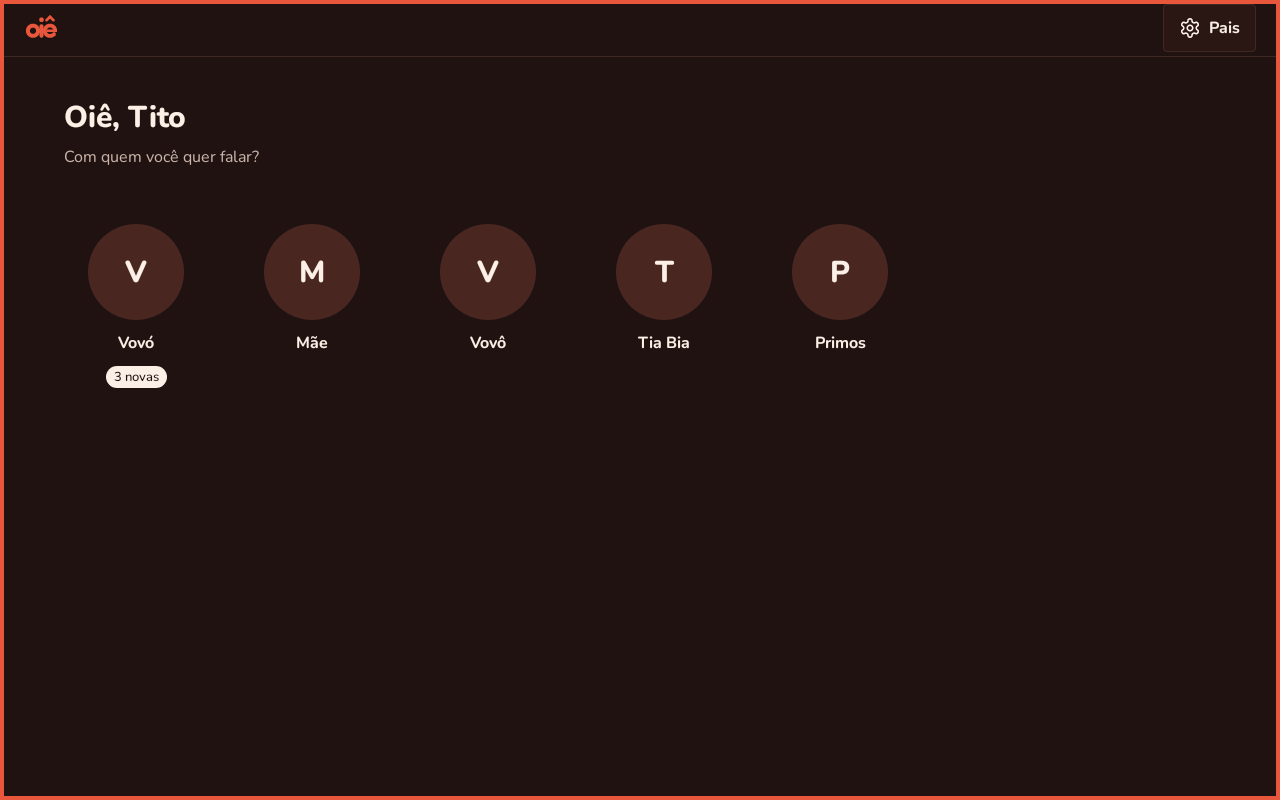 oiê
Pais
Oiê, Tito
Com quem você quer falar?
V
M
V
T
P
Vovó
Mãe
Vovô
Tia Bia
Primos
3 novas